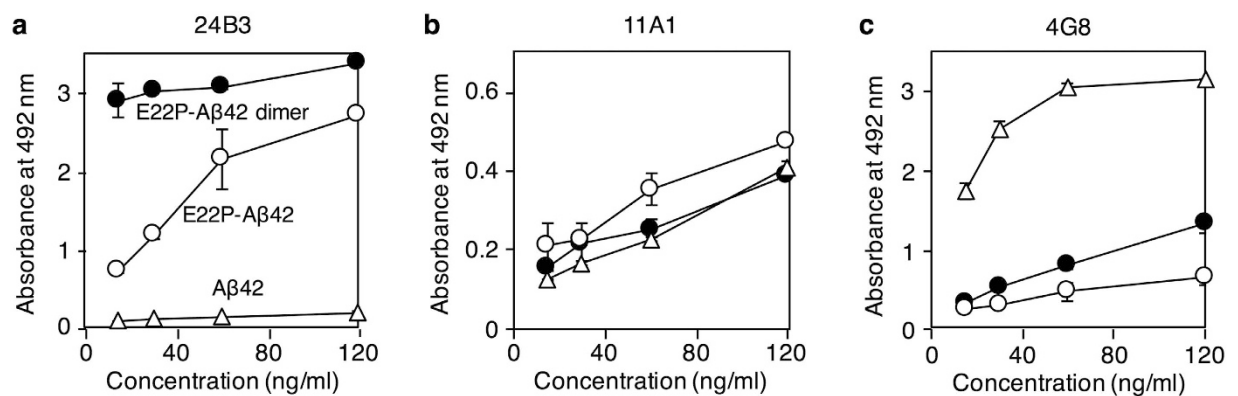 a
24B3
Absorbance at 492 nm
3
2
1
0
E22P-Aβ42 dimer
E22P-Aβ42
Aβ42
0 40 80 120
Concentration (ng/ml)
b
11A1
Absorbance at 492 nm
0.6
0.4
0.2
0
0 40 80 120
Concentration (ng/ml)
c
4G8
Absorbance at 492 nm
3
2
1
0
0 40 80 120
Concentration (ng/ml)